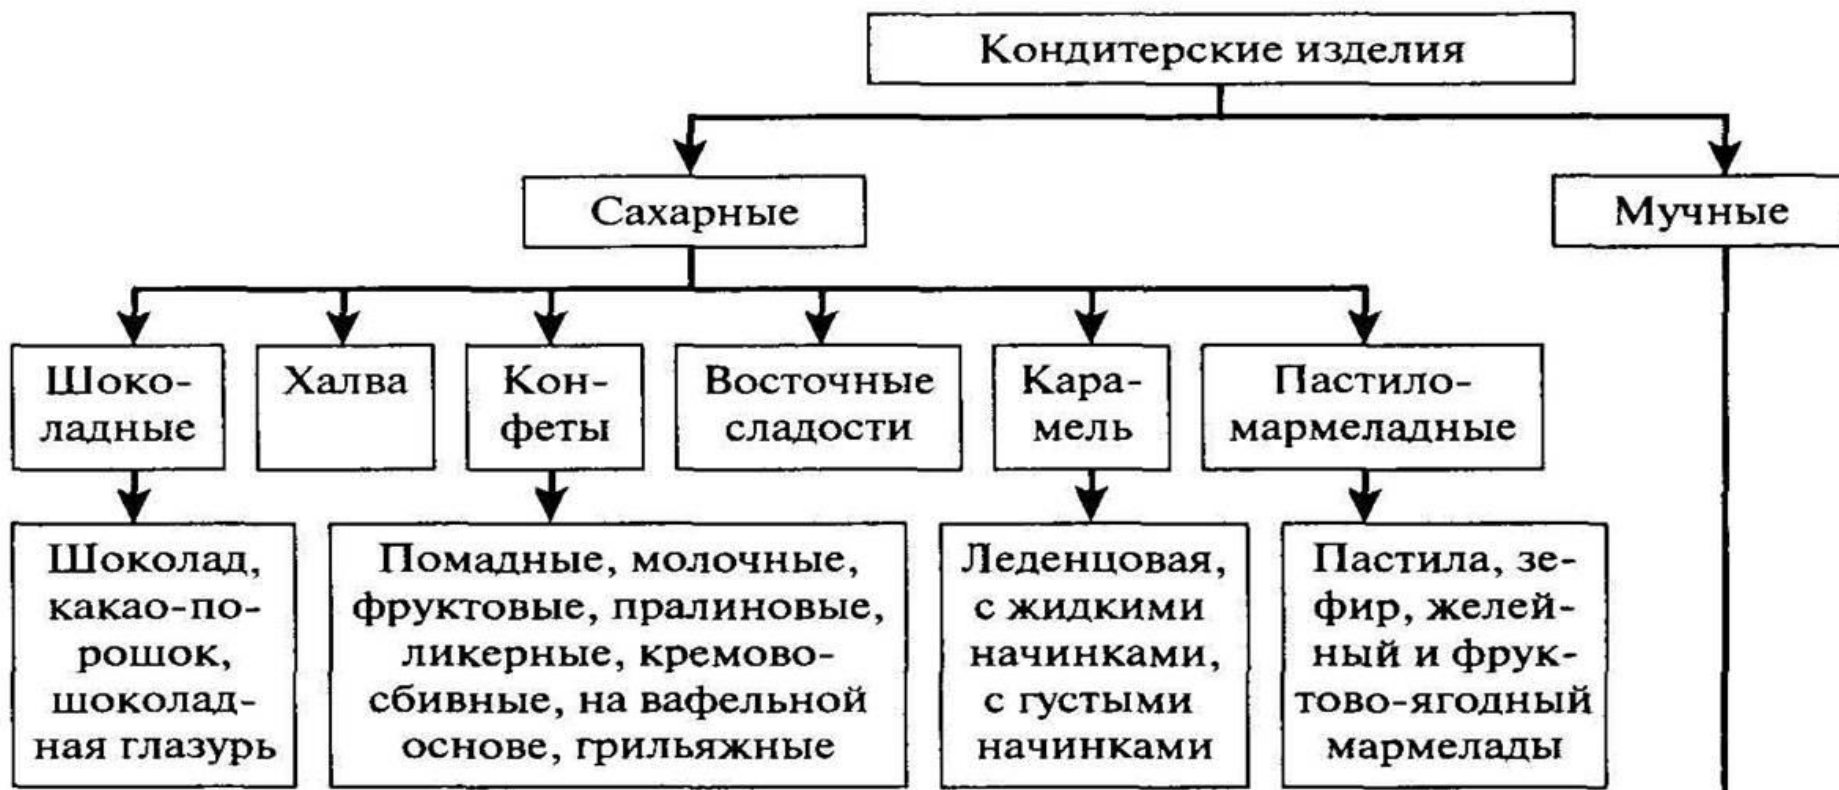 Кондитерские изделия
Сахарные
Мучные
Шоко-
ладные
Халва
Кон-
феты
Восточные
сладости
Кара-
мель
Пастило-
мармеладные
Шоколад,
какао-по-
рошок,
шоколад-
ная глазурь
Помадные, молочные,
фруктовые, пралиновые,
ликерные, кремово-
сбивные, на вафельной
основе, грильяжные
Леденцовая,
с жидкими
начинками,
с густыми
начинками
Пастила, зе-
фир, желей-
ный и фрук-
тово-ягодный
мармелады